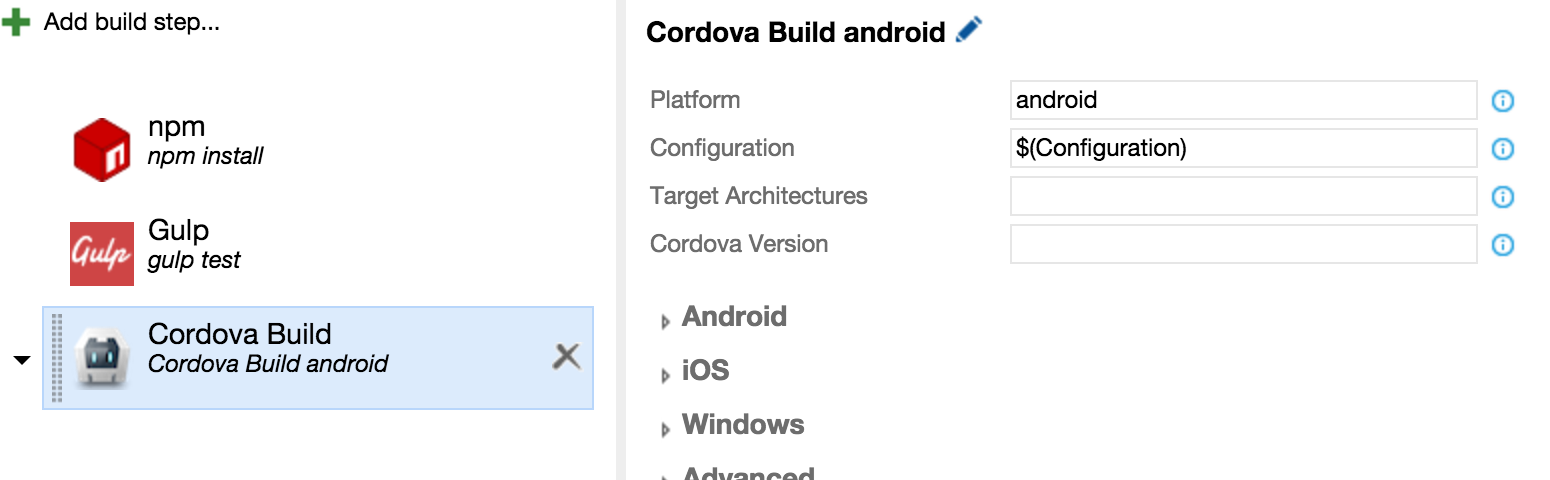 Add build step...
npm
npm install
Gulp
Gulp
gulp test
Cordova Build
Cordova Build android
Cordova Build android
Platform
android
Configuration
$(Configuration)
Target Architectures
Cordova Version
Android
iOS
Windows
Advanced